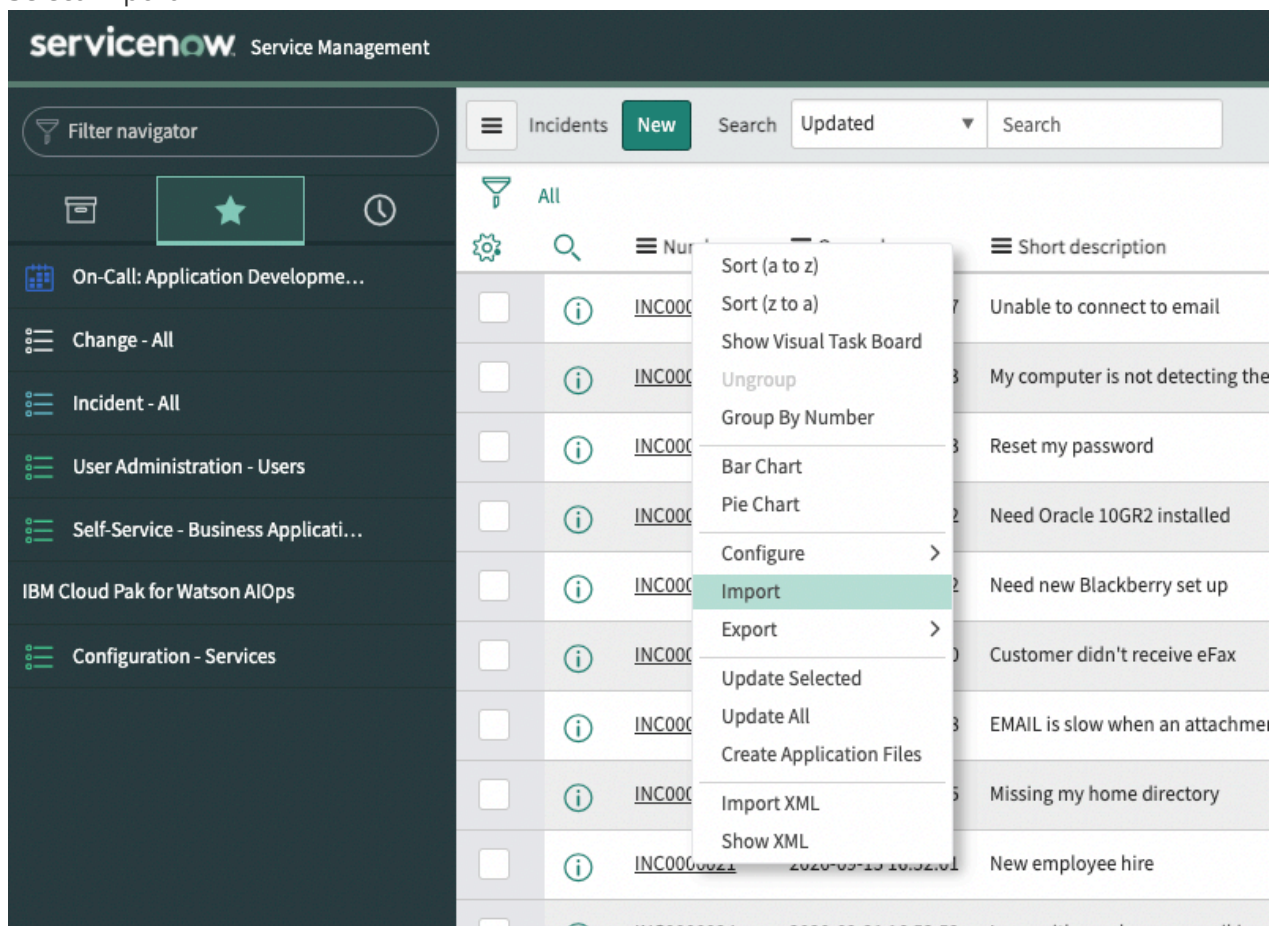 servicenow. Service Management
Filter navigator
On-Call: Application Developme...
Change - All
Incident - All
User Administration - Users
Self-Service - Business Applicati...
IBM Cloud Pak for Watson AIOps
Configuration - Services
Incidents New Search Updated Search
All
Short description
Unable to connect to email
My computer is not detecting the
Reset my password
Need Oracle 10GR2 installed
Need new Blackberry set up
Customer didn't receive eFax
EMAIL is slow when an attachmen
Missing my home directory
INC0000021 New employee hire
Sort (a to z)
Sort (z to a)
Show Visual Task Board
Ungroup
Group By Number
Bar Chart
Pie Chart
Configure
Import
Export
Update Selected
Update All
Create Application Files
Import XML
Show XML